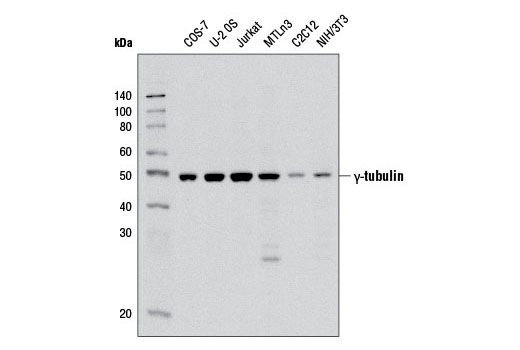 kDa
COS-7
U-2 OS
Jurkat
MTLn3
C2C12
NIH/3T3
140
100
80
60
50
40
30
20
γ-tubulin